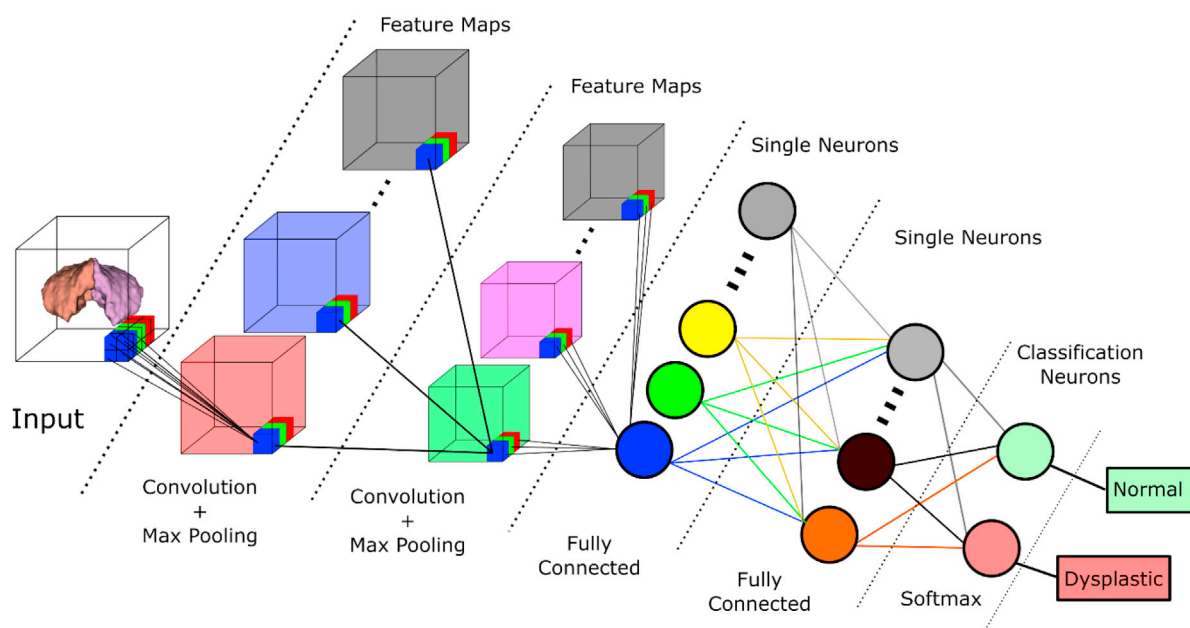 Feature Maps
Feature Maps
Single Neurons
Single Neurons
Classification
Neurons
Input
Convolution
+
Max Pooling
Convolution
+
Max Pooling
Fully
Connected
Fully
Connected
Softmax
Normal
Dysplastic